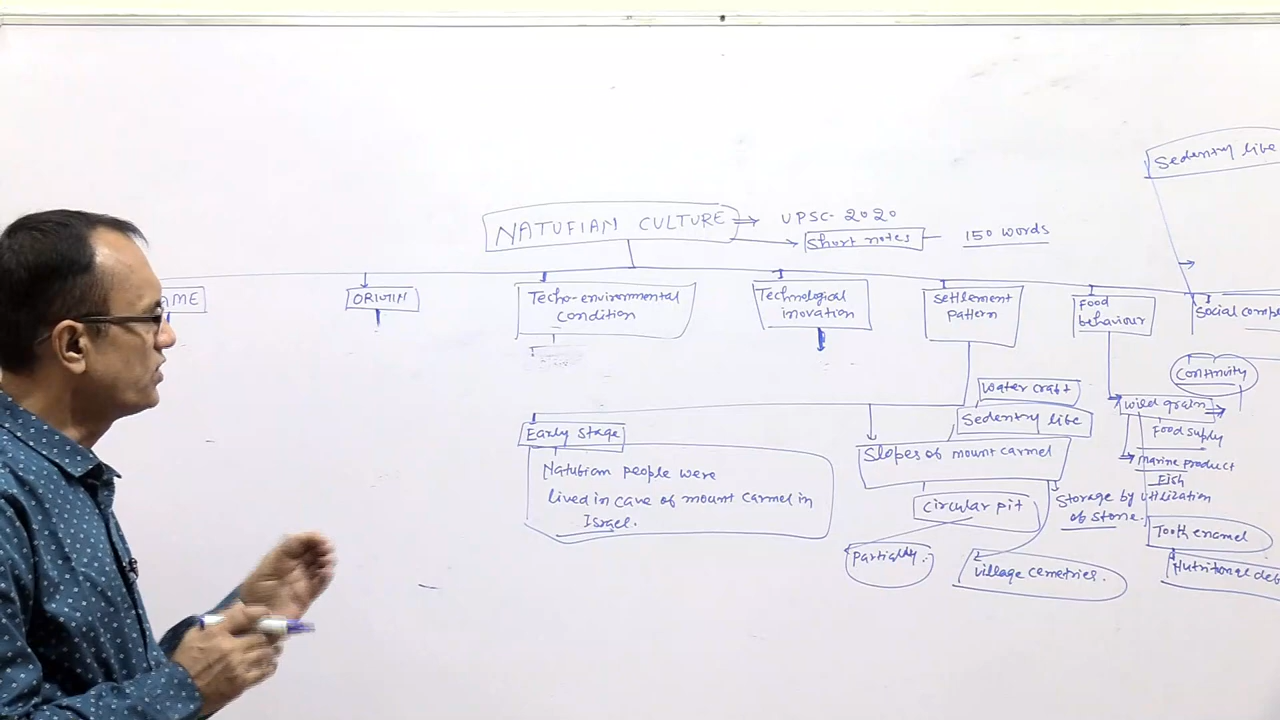 Sedentry life
NATUFIAN CULTURE ⇒ UPSC- 2020
Short notes
150 words
AME
ORIGIN
Techo-environmental
condition
Technological
inovation
settlement
pattern
Food
behaviour
Social comple
Continuity
Water craft
wild grain
Sedentry life
Food supply
Early stage
Slopes of mount carmel
marine product
Fish
Natufian people were
lived in cave of mount carmel in
Israel.
circular pit
Storage by utilization
of stone.
Tooth enamel
Partially.
village cemetries.
Nutritional def